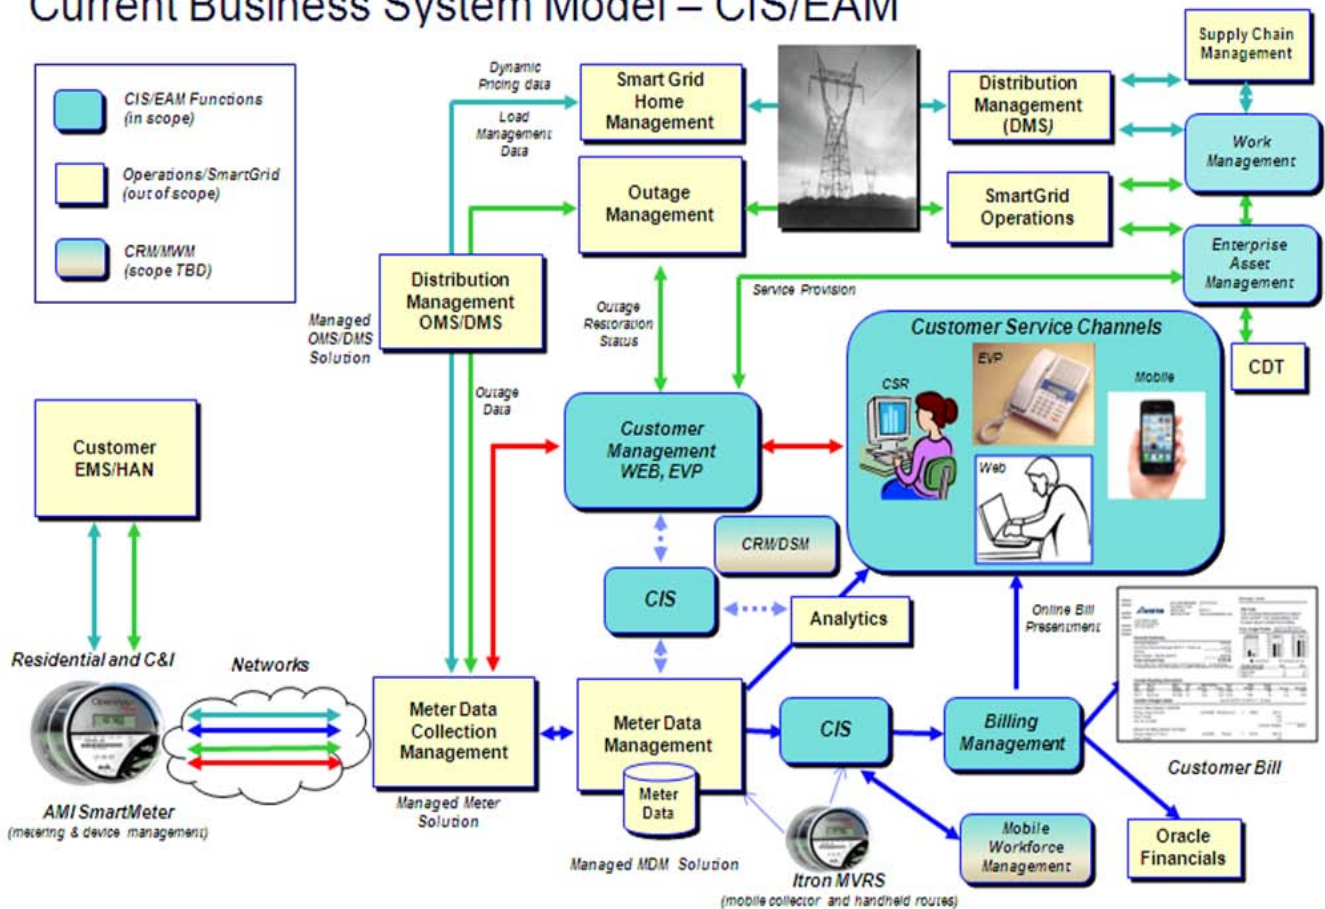 Current Business System Model – CIS/EAM
CIS/EAM Functions
(in scope)
Operations/SmartGrid
(out of scope)
CRM/MWM
(scope TBD)
Dynamic
Pricing data
Load
Management
Data
Smart Grid
Home
Management
Distribution
Management
(DMS)
Supply Chain
Management
Work
Management
Outage
Management
SmartGrid
Operations
Enterprise
Asset
Management
Distribution
Management
OMS/DMS
Managed
OMS/DMS
Solution
Outage
Restoration
Status
Service Provision
CDT
Customer Service Channels
CSR
EVP
Mobile
Web
Outage
Data
Customer
EMS/HAN
Customer
Management
WEB, EVP
CRM/DSM
CIS
Analytics
Online Bill
Presentment
Residential and C&I
Networks
AMI SmartMeter
(metering & device management)
Meter Data
Collection
Management
Managed Meter
Solution
Meter Data
Management
Meter
Data
Managed MDM Solution
CIS
Billing
Management
Customer Bill
Mobile
Workforce
Management
Oracle
Financials
Itron MVRS
(mobile collector and handheld routes)